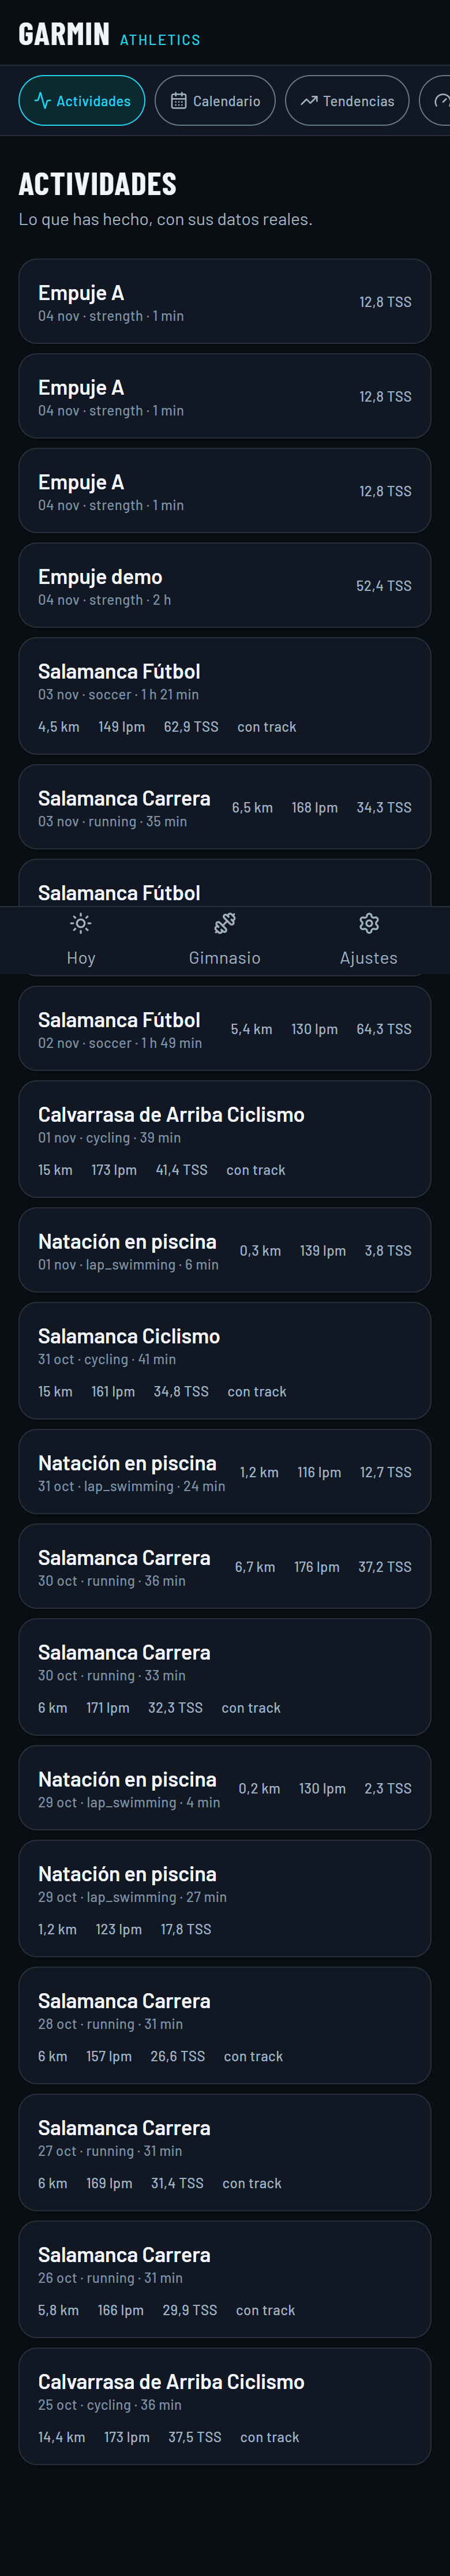 GARMIN ATHLETICS
Actividades Calendario Tendencias
ACTIVIDADES
Lo que has hecho, con sus datos reales.
Empuje A
04 nov · strength · 1 min
12,8 TSS
Empuje A
04 nov · strength · 1 min
12,8 TSS
Empuje A
04 nov · strength · 1 min
12,8 TSS
Empuje demo
04 nov · strength · 2 h
52,4 TSS
Salamanca Fútbol
03 nov · soccer · 1 h 21 min
4,5 km 149 lpm 62,9 TSS con track
Salamanca Carrera
03 nov · running · 35 min
6,5 km 168 lpm 34,3 TSS
Salamanca Fútbol
Hoy Gimnasio Ajustes
Salamanca Fútbol
02 nov · soccer · 1 h 49 min
5,4 km 130 lpm 64,3 TSS
Calvarrasa de Arriba Ciclismo
01 nov · cycling · 39 min
15 km 173 lpm 41,4 TSS con track
Natación en piscina
01 nov · lap_swimming · 6 min
0,3 km 139 lpm 3,8 TSS
Salamanca Ciclismo
31 oct · cycling · 41 min
15 km 161 lpm 34,8 TSS con track
Natación en piscina
31 oct · lap_swimming · 24 min
1,2 km 116 lpm 12,7 TSS
Salamanca Carrera
30 oct · running · 36 min
6,7 km 176 lpm 37,2 TSS
Salamanca Carrera
30 oct · running · 33 min
6 km 171 lpm 32,3 TSS con track
Natación en piscina
29 oct · lap_swimming · 4 min
0,2 km 130 lpm 2,3 TSS
Natación en piscina
29 oct · lap_swimming · 27 min
1,2 km 123 lpm 17,8 TSS
Salamanca Carrera
28 oct · running · 31 min
6 km 157 lpm 26,6 TSS con track
Salamanca Carrera
27 oct · running · 31 min
6 km 169 lpm 31,4 TSS con track
Salamanca Carrera
26 oct · running · 31 min
5,8 km 166 lpm 29,9 TSS con track
Calvarrasa de Arriba Ciclismo
25 oct · cycling · 36 min
14,4 km 173 lpm 37,5 TSS con track